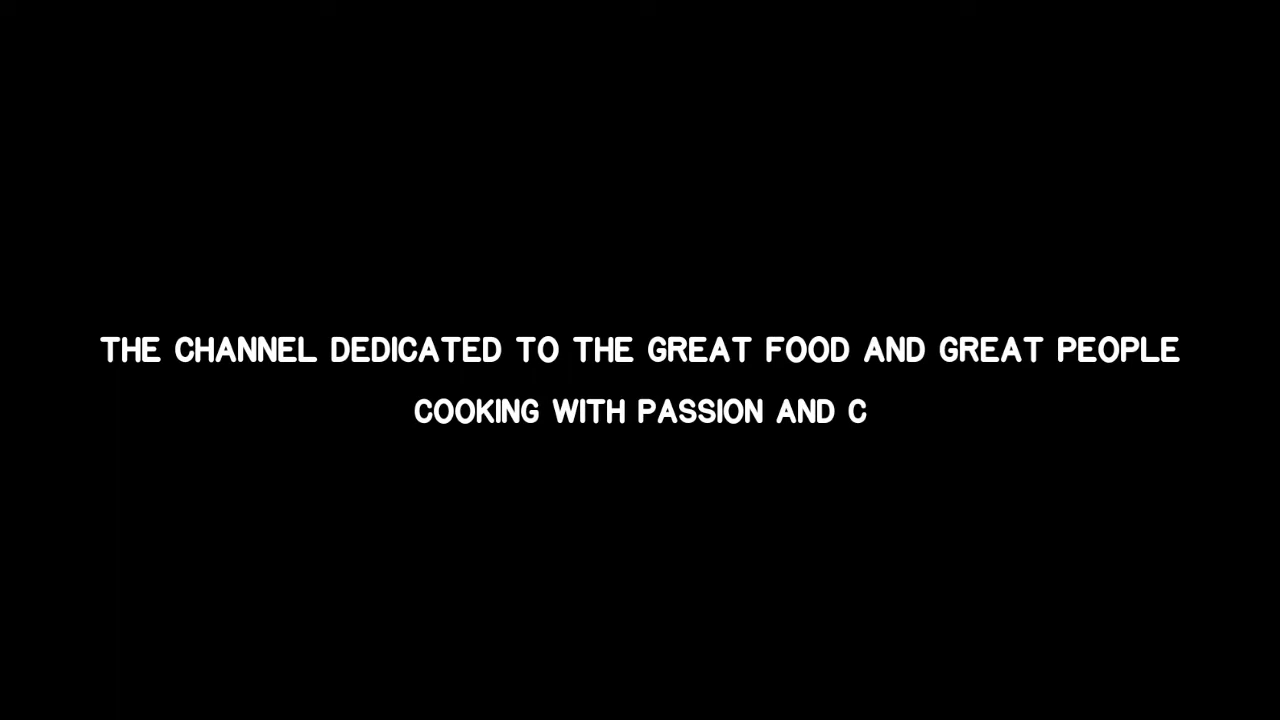 THE CHANNEL DEDICATED TO THE GREAT FOOD AND GREAT PEOPLE
COOKING WITH PASSION AND C